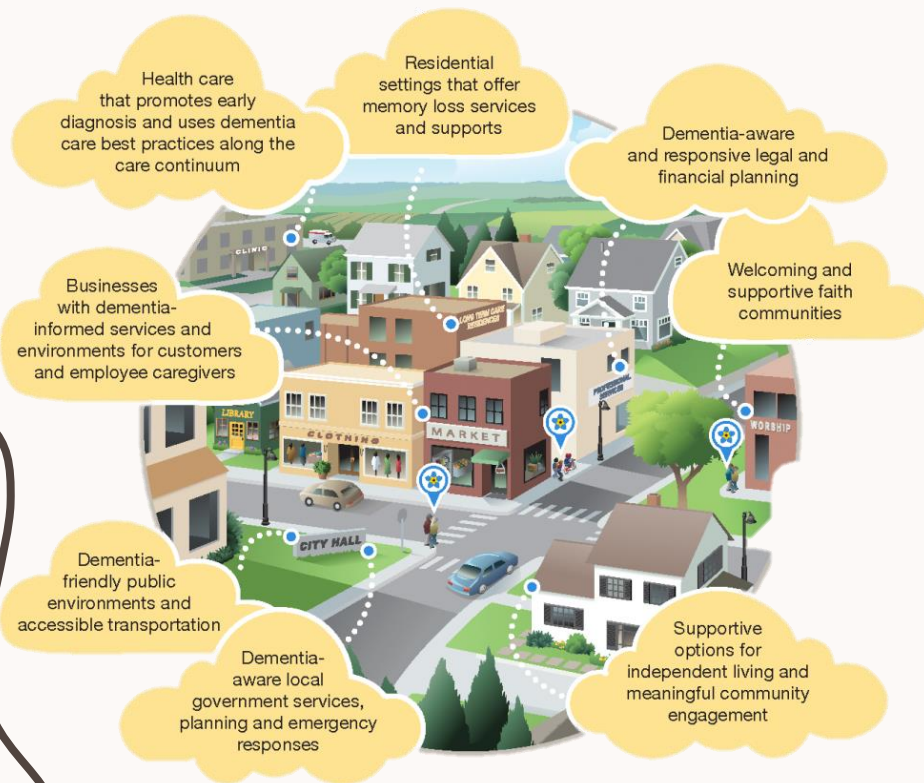 Health care
that promotes early
diagnosis and uses dementia
care best practices along the
care continuum
Residential
settings that offer
memory loss services
and supports
Dementia-aware
and responsive legal and
financial planning
Welcoming and
supportive faith
communities
Businesses
with dementia-
informed services and
environments for customers
and employee caregivers
CLINIC
LONG TERM CARE
RESIDENCES
PROFESSIONAL
SERVICES
LIBRARY
CLOTHING
MARKET
WORSHIP
CITY HALL
Dementia-
friendly public
environments and
accessible transportation
Dementia-
aware local
government services,
planning and emergency
responses
Supportive
options for
independent living and
meaningful community
engagement